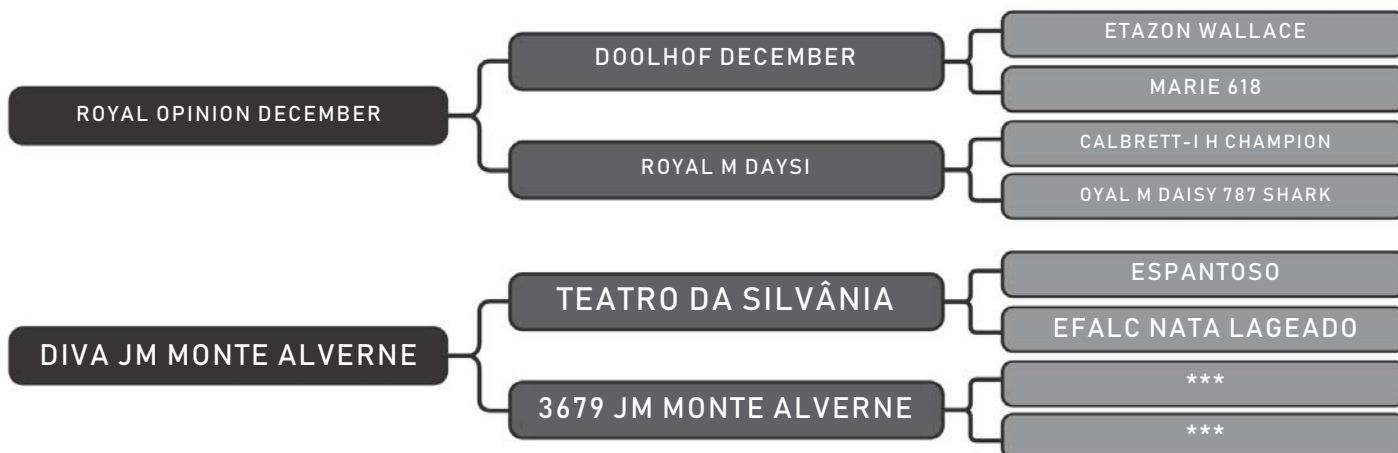 ROYAL OPINION DECEMBER
DOOLHOF DECEMBER
ETAZON WALLACE
MARIE 618
ROYAL M DAYSI
CALBRETT-I H CHAMPION
OYAL M DAISY 787 SHARK
DIVA JM MONTE ALVERNE
TEATRO DA SILVÂNIA
ESPANTOSO
EFALC NATA LAGEADO
3679 JM MONTE ALVERNE
***
***